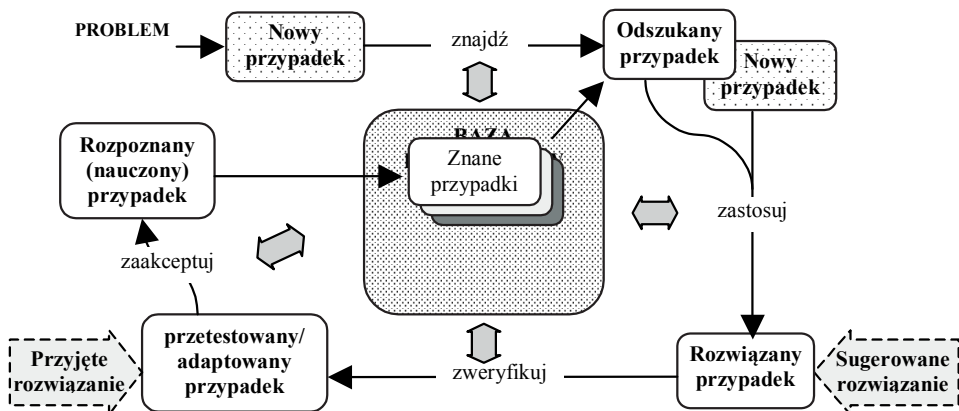 PROBLEM
Nowy
przypadek
znajdź
Odszukany
przypadek
Nowy
przypadek
BAZA
Znane
przypadki
Rozpoznany
(nauczony)
przypadek
zastosuj
zaakceptuj
Przyjęte
rozwiązanie
przetestowany/
adaptowany
przypadek
zweryfikuj
Rozwiązany
przypadek
Sugerowane
rozwiązanie